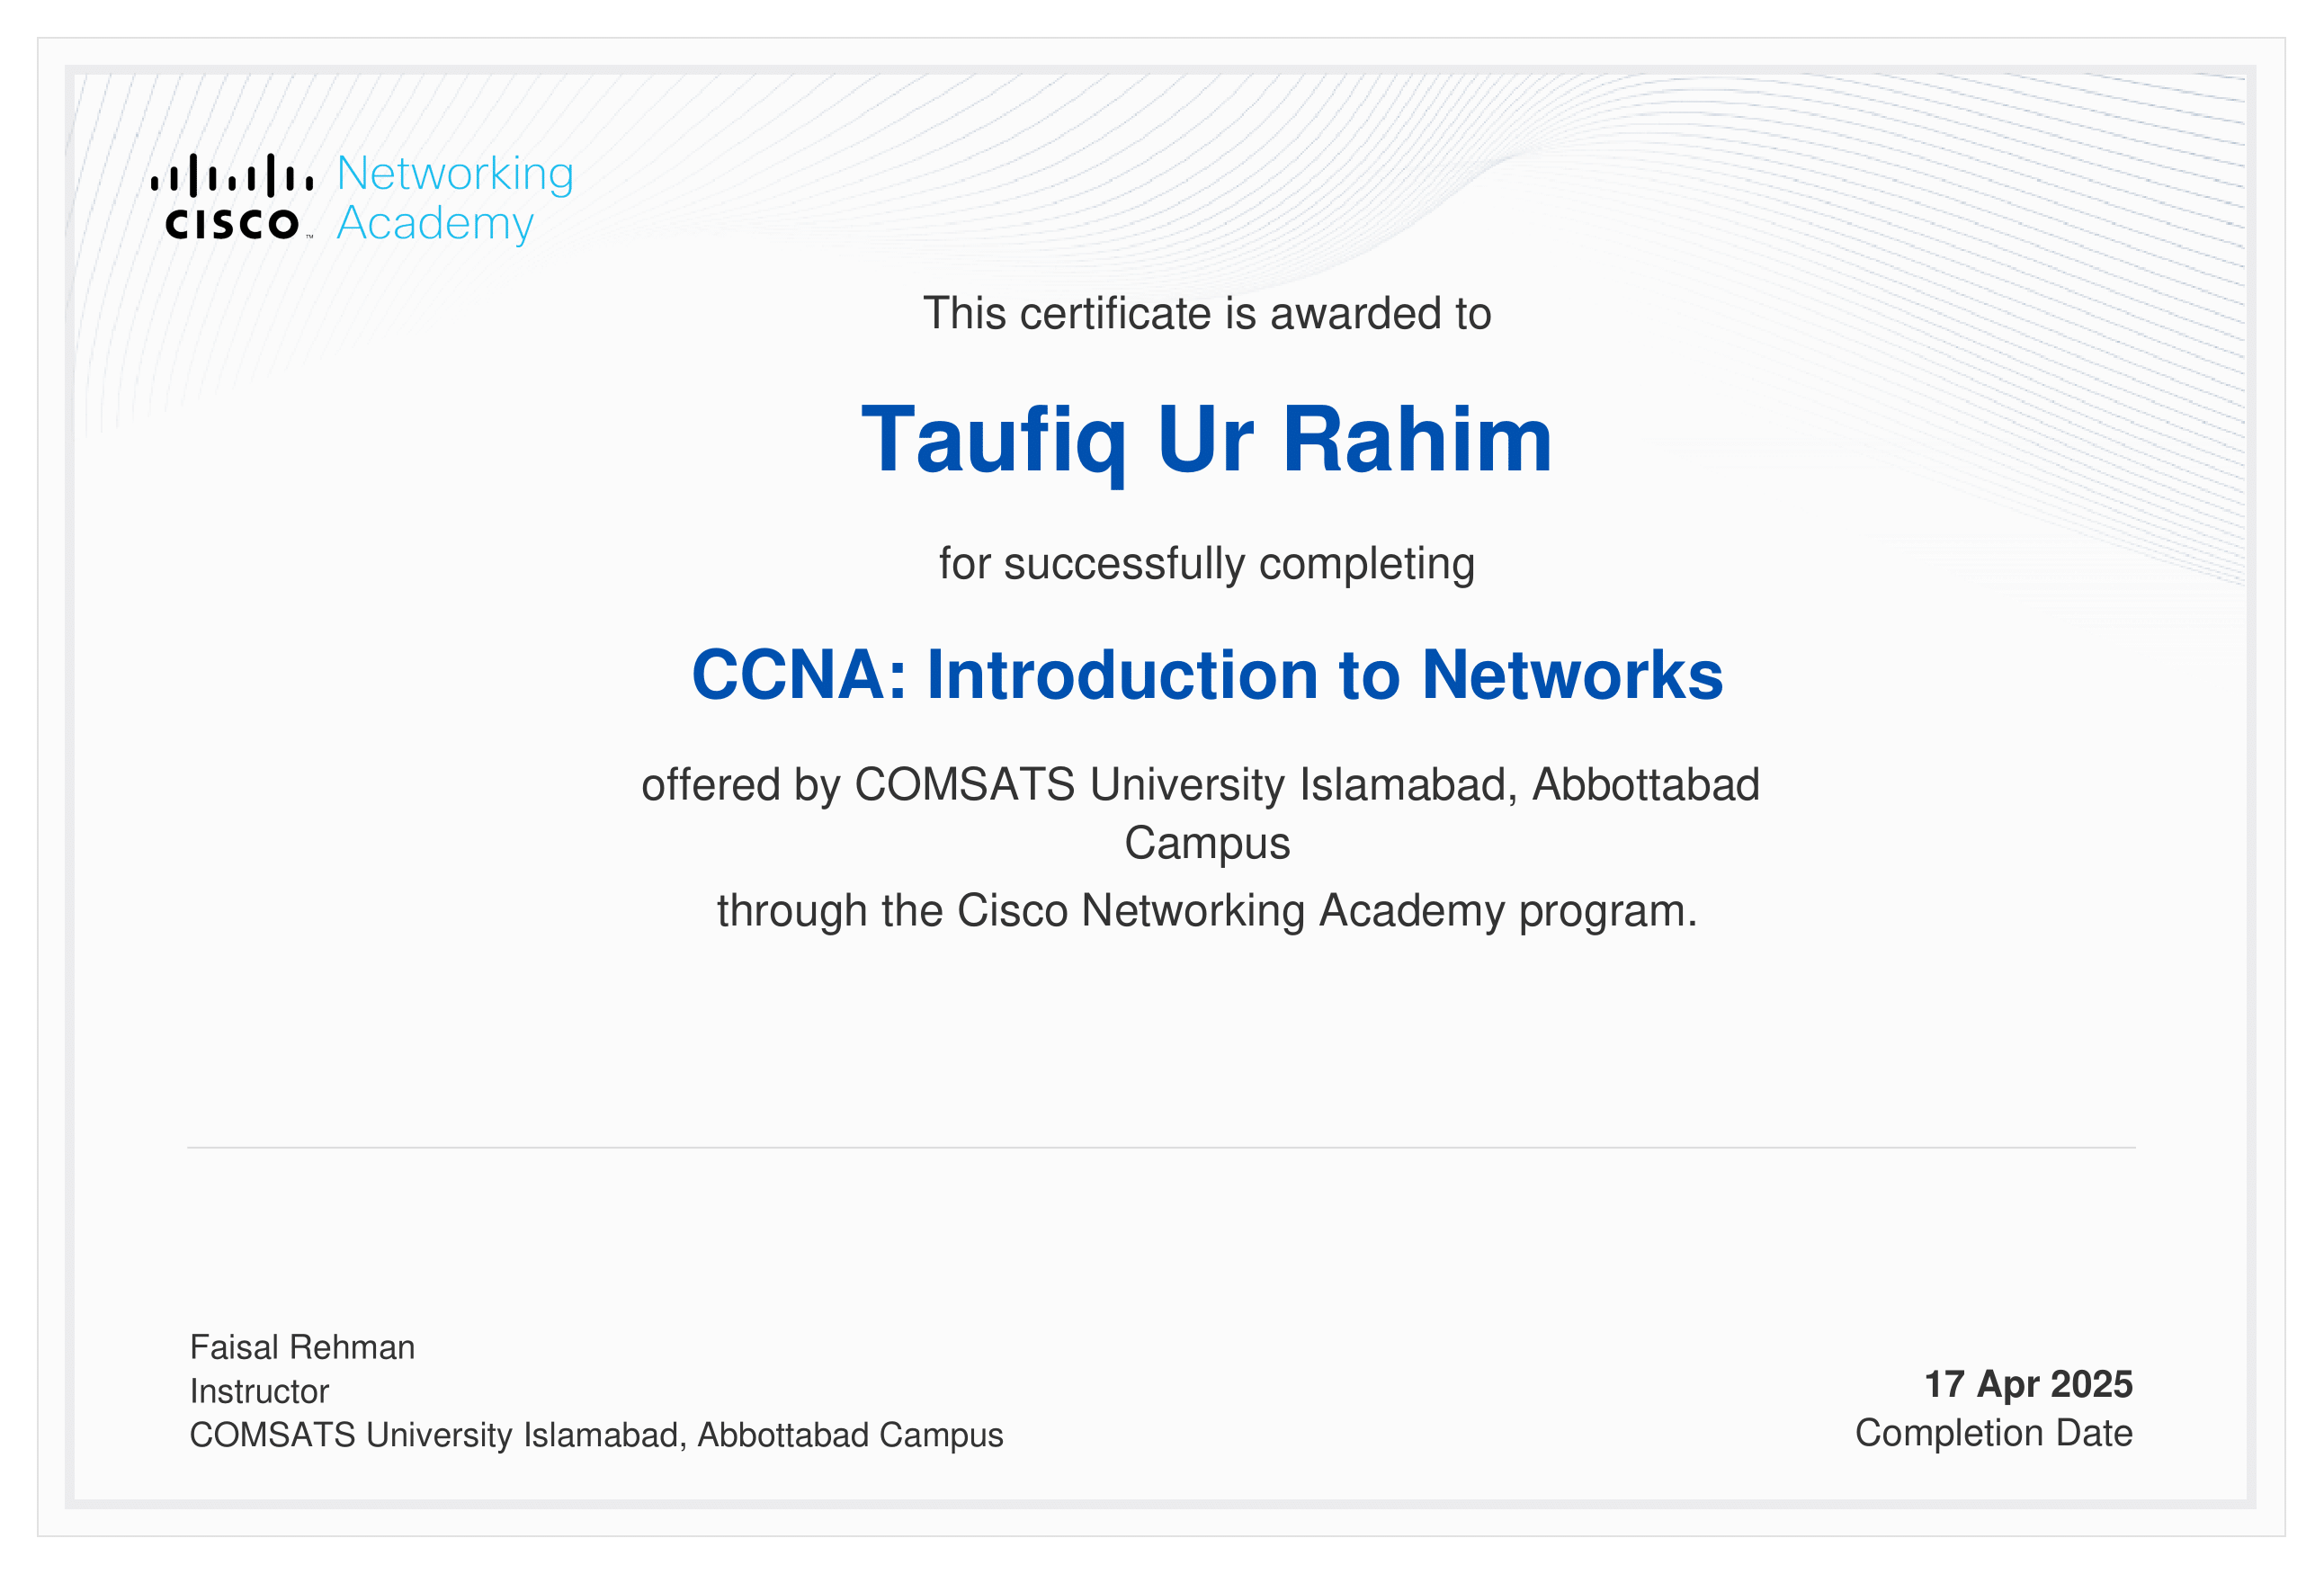 Networking
Academy
CISCO
This certificate is awarded to
Taufiq Ur Rahim
for successfully completing
CCNA: Introduction to Networks
offered by COMSATS University Islamabad, Abbottabad
Campus
through the Cisco Networking Academy program.
Faisal Rehman
Instructor
COMSATS University Islamabad, Abbottabad Campus
17 Apr 2025
Completion Date